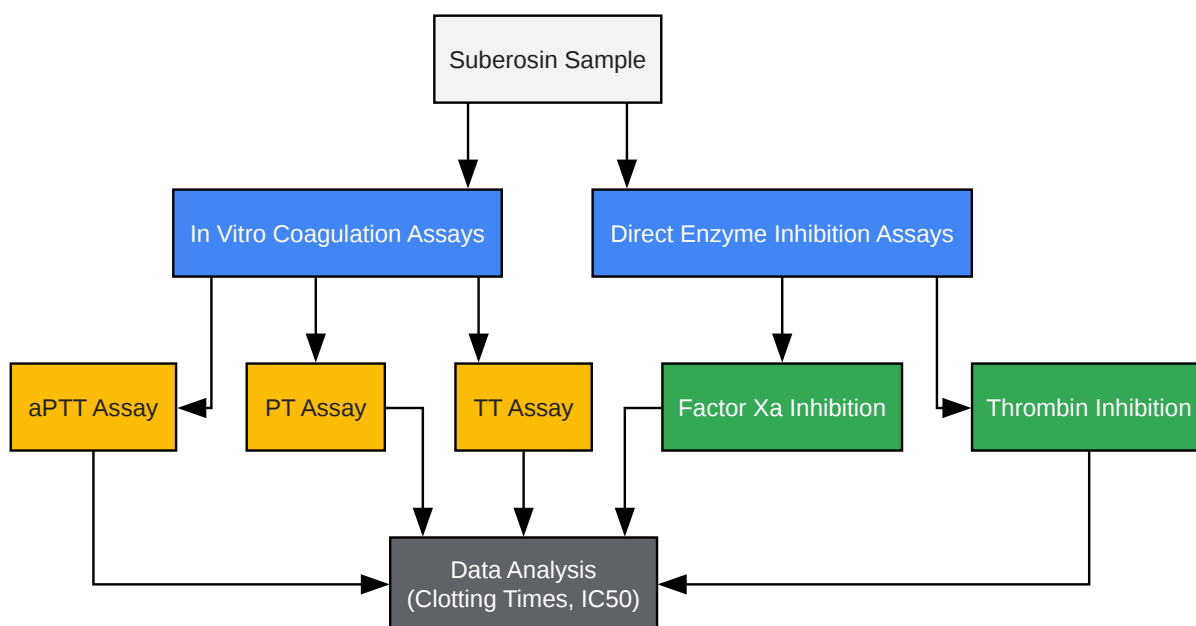 Suberosin Sample
In Vitro Coagulation Assays
Direct Enzyme Inhibition Assays
aPTT Assay
PT Assay
TT Assay
Factor Xa Inhibition
Thrombin Inhibition
Data Analysis
(Clotting Times, IC50)